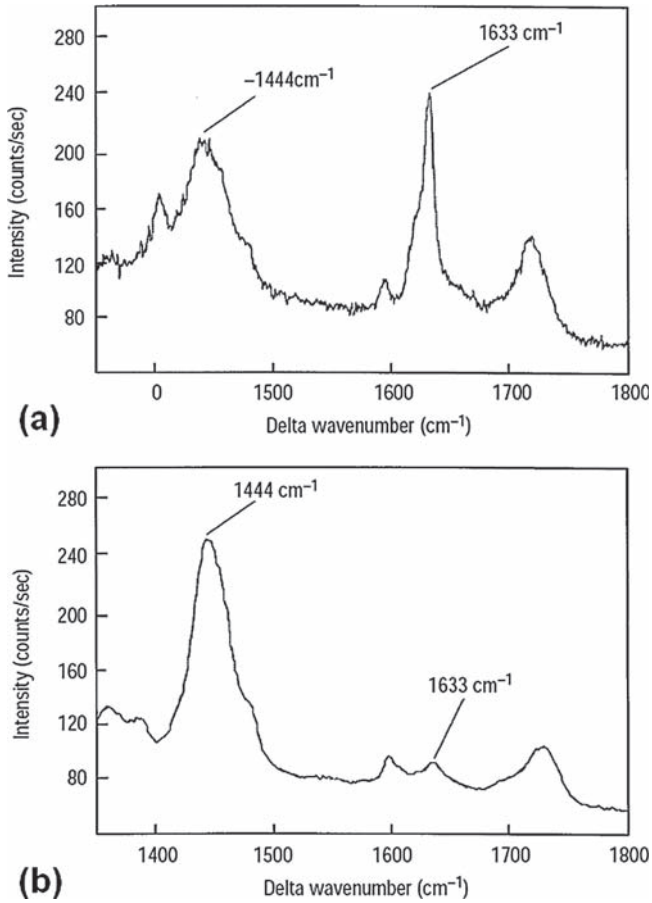 280
240
200
160
120
80
Intensity (counts/sec)
–1444cm–1
1633 cm–1
0 1500 1600 1700 1800
Delta wavenumber (cm–1)
(a)
280
240
200
160
120
80
Intensity (counts/sec)
1444 cm–1
1633 cm–1
1400 1500 1600 1700 1800
Delta wavenumber (cm–1)
(b)